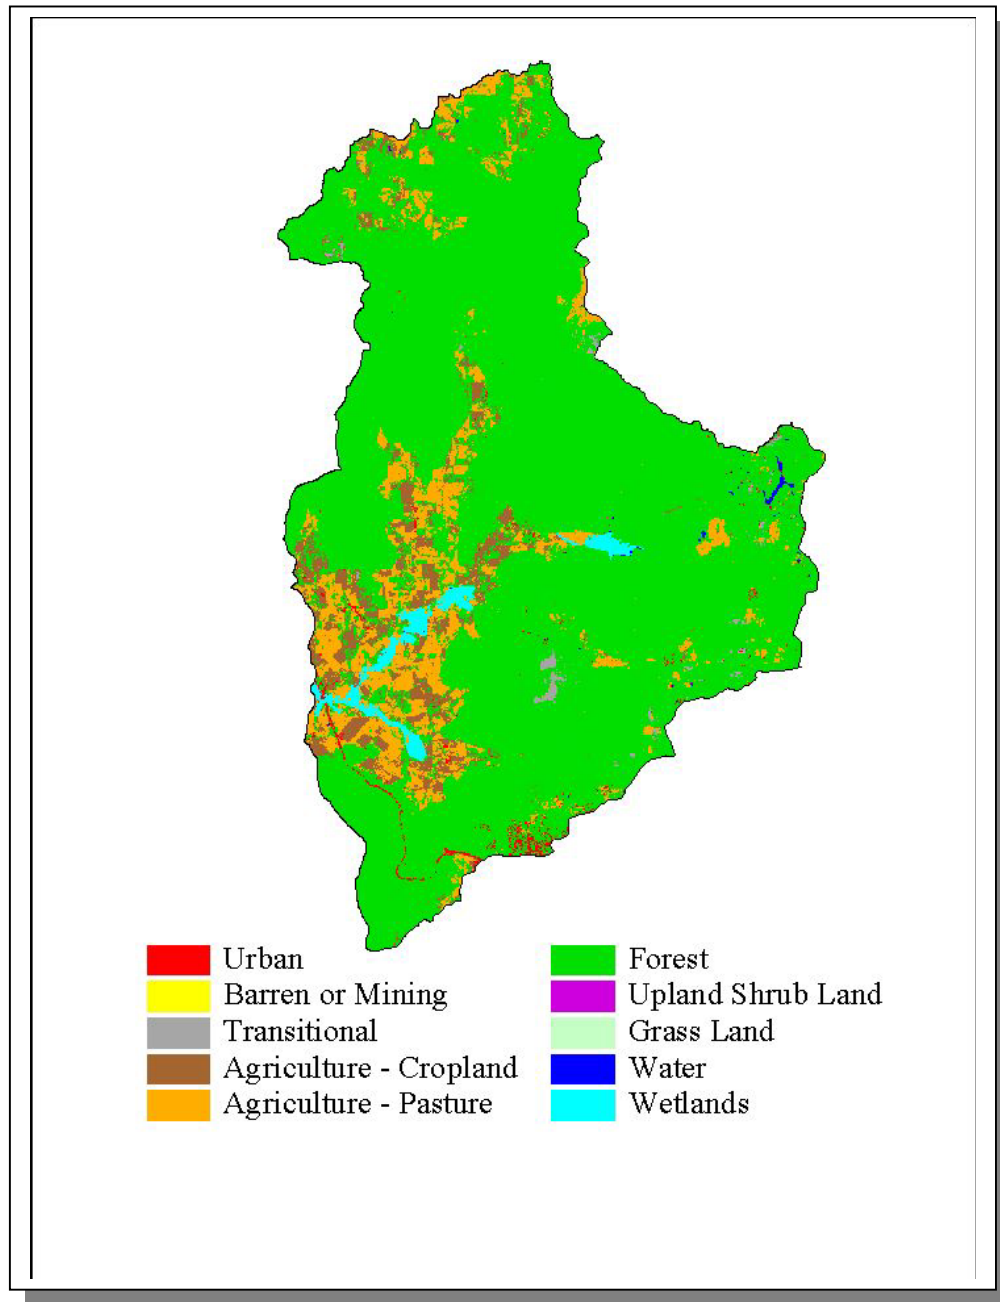 Urban
Barren or Mining
Transitional
Agriculture - Cropland
Agriculture - Pasture
Forest
Upland Shrub Land
Grass Land
Water
Wetlands